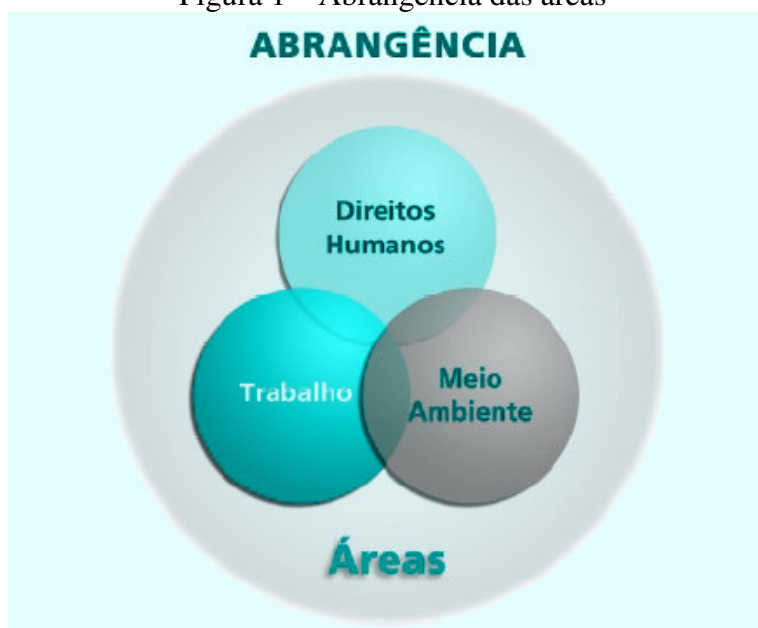 Figura 1 – Abrangência das áreas
ABRANGÊNCIA
Direitos
Humanos
Trabalho
Meio
Ambiente
Áreas